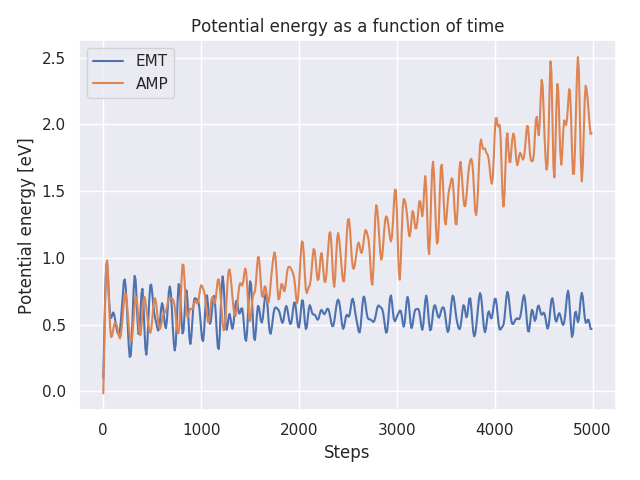 Potential energy as a function of time
EMT
AMP
Potential energy [eV]
2.5
2.0
1.5
1.0
0.5
0.0
0 1000 2000 3000 4000 5000
Steps